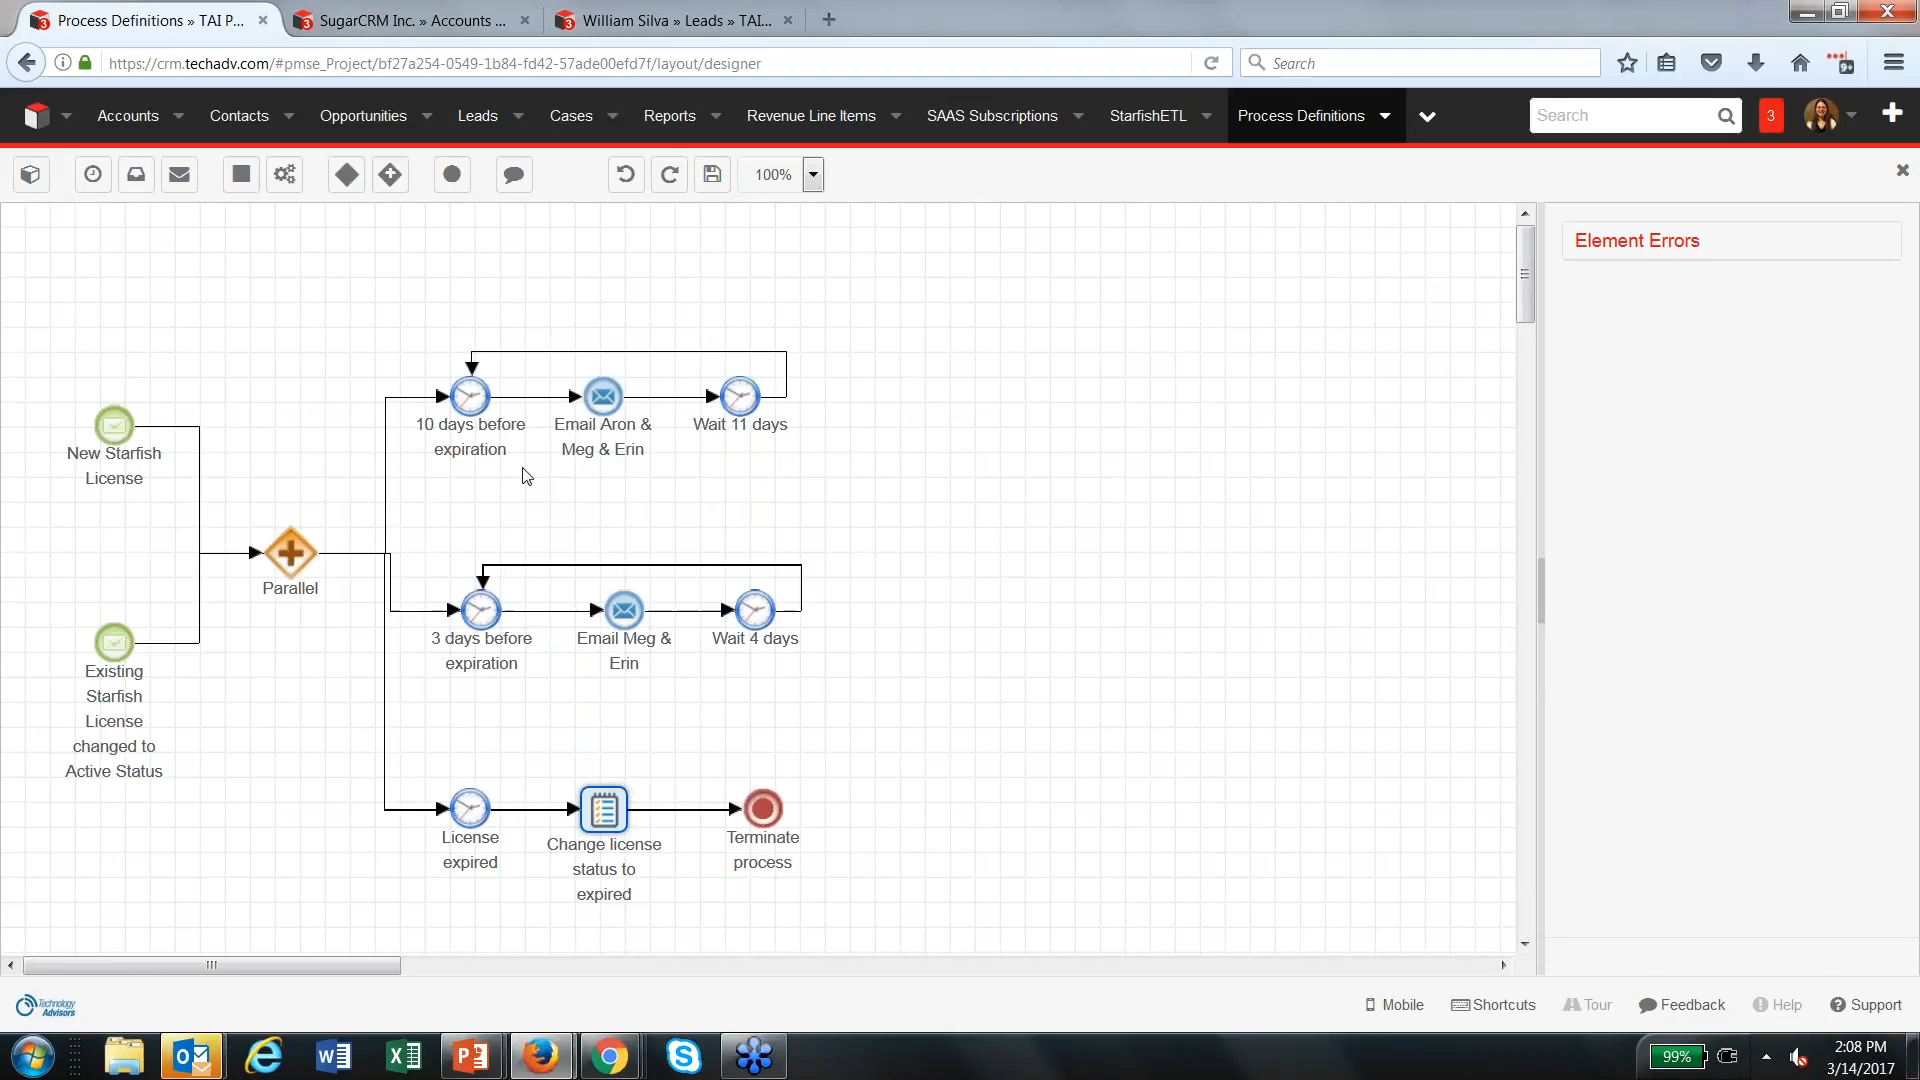 Process Definitions » TAI P...
SugarCRM Inc. » Accounts ...
William Silva » Leads » TAI...
https://crm.techadv.com/#pmse_Project/bf27a254-0549-1b84-fd42-57ade00efd7f/layout/designer
Search
9+
Accounts
Contacts
Opportunities
Leads
Cases
Reports
Revenue Line Items
SAAS Subscriptions
StarfishETL
Process Definitions
Search
3
100%
Element Errors
10 days before
expiration
Email Aron &
Meg & Erin
Wait 11 days
New Starfish
License
Parallel
3 days before
expiration
Email Meg &
Erin
Wait 4 days
Existing
Starfish
License
changed to
Active Status
License
expired
Change license
status to
expired
Terminate
process
Technology
Advisors
Mobile
Shortcuts
Tour
Feedback
Help
Support
99%
2:08 PM
3/14/2017